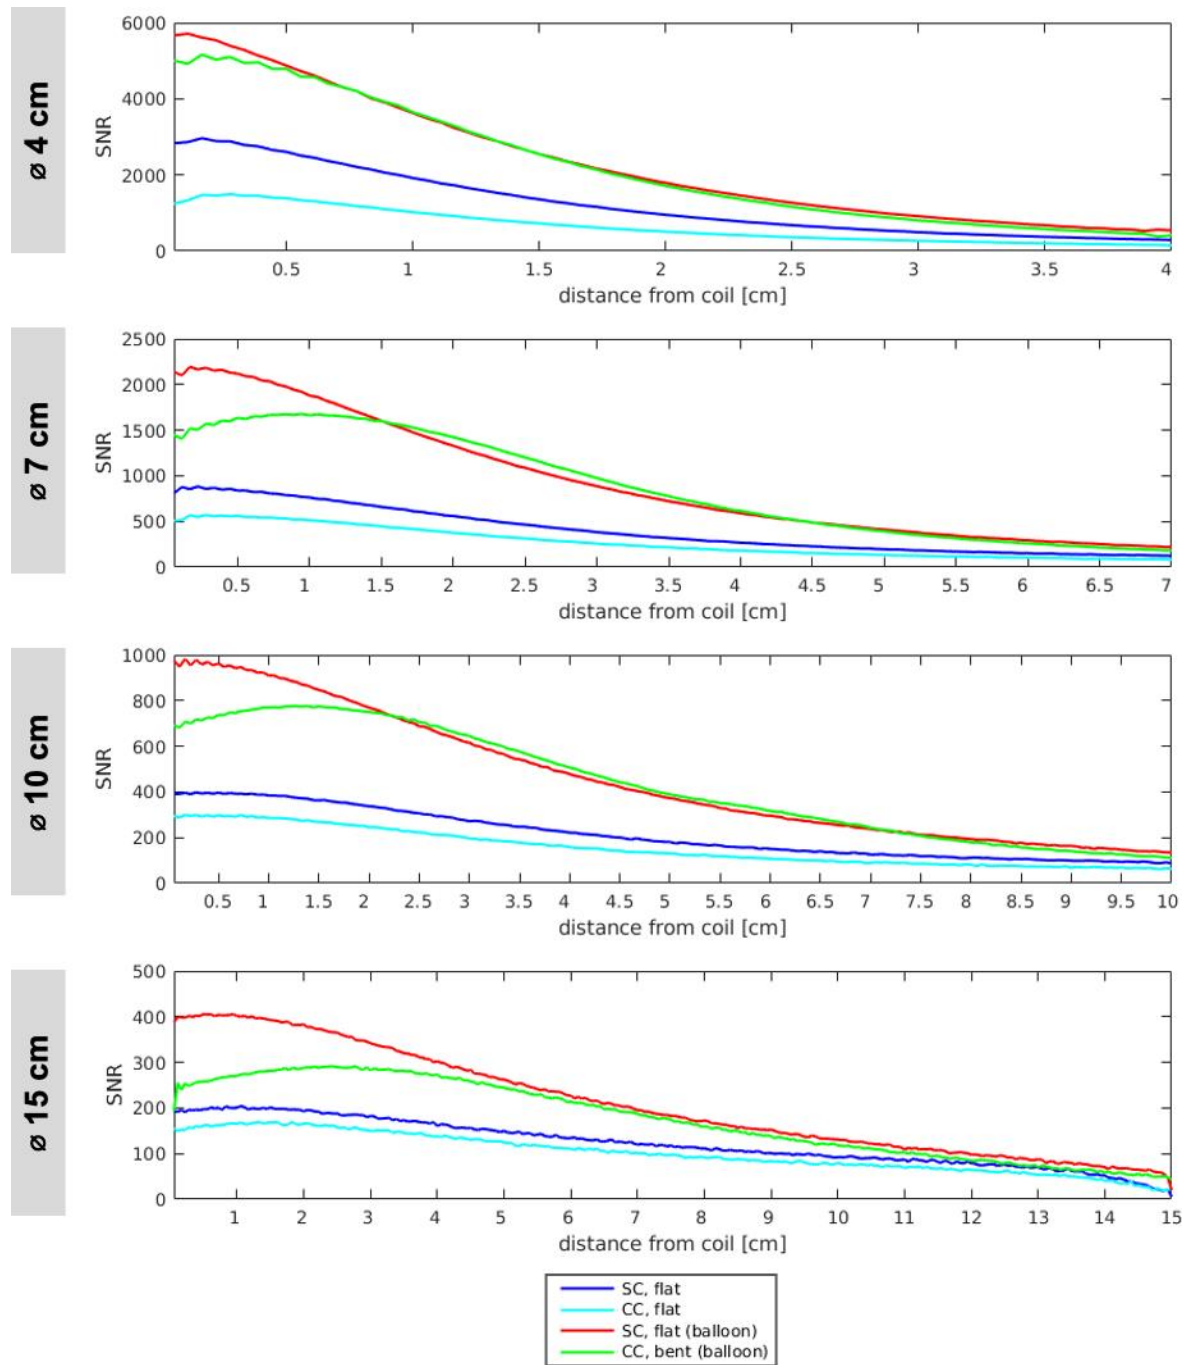 ø 4 cm
6000
4000
2000
0
SNR
0.5 1 1.5 2 2.5 3 3.5 4
distance from coil [cm]
ø 7 cm
2500
2000
1500
1000
500
0
SNR
0.5 1 1.5 2 2.5 3 3.5 4 4.5 5 5.5 6 6.5 7
distance from coil [cm]
ø 10 cm
1000
800
600
400
200
0
SNR
0.5 1 1.5 2 2.5 3 3.5 4 4.5 5 5.5 6 6.5 7 7.5 8 8.5 9 9.5 10
distance from coil [cm]
ø 15 cm
500
400
300
200
100
0
SNR
1 2 3 4 5 6 7 8 9 10 11 12 13 14 15
distance from coil [cm]
SC, flat
CC, flat
SC, flat (balloon)
CC, bent (balloon)